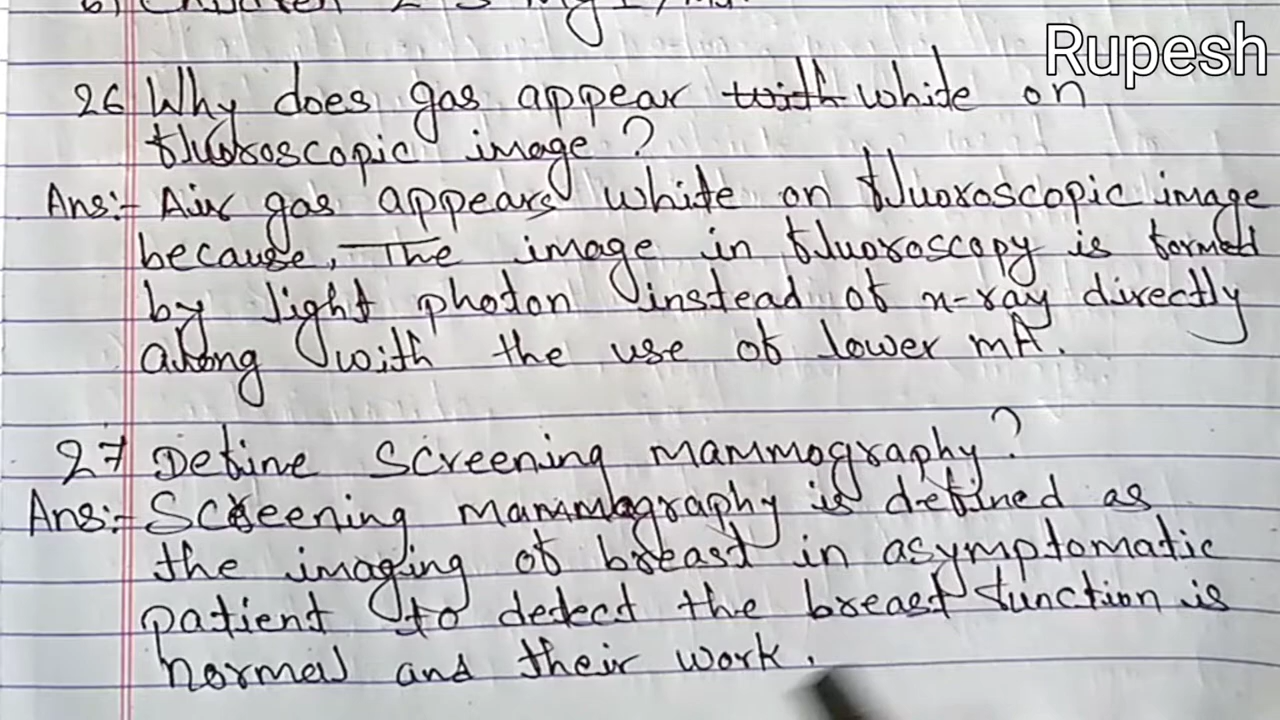 Rupesh
26 Why does gas appear with white on
fluoroscopic image?
Ans:- Air gas appears white on fluoroscopic image
because, The image in fluoroscopy is formed
by light photon instead of x-ray directly
along with the use of lower mA.
27 Define Screening mammography?
Ans:- Screening mammography is defined as
the imaging of breast in asymptomatic
patient to detect the breast function is
normal and their work.